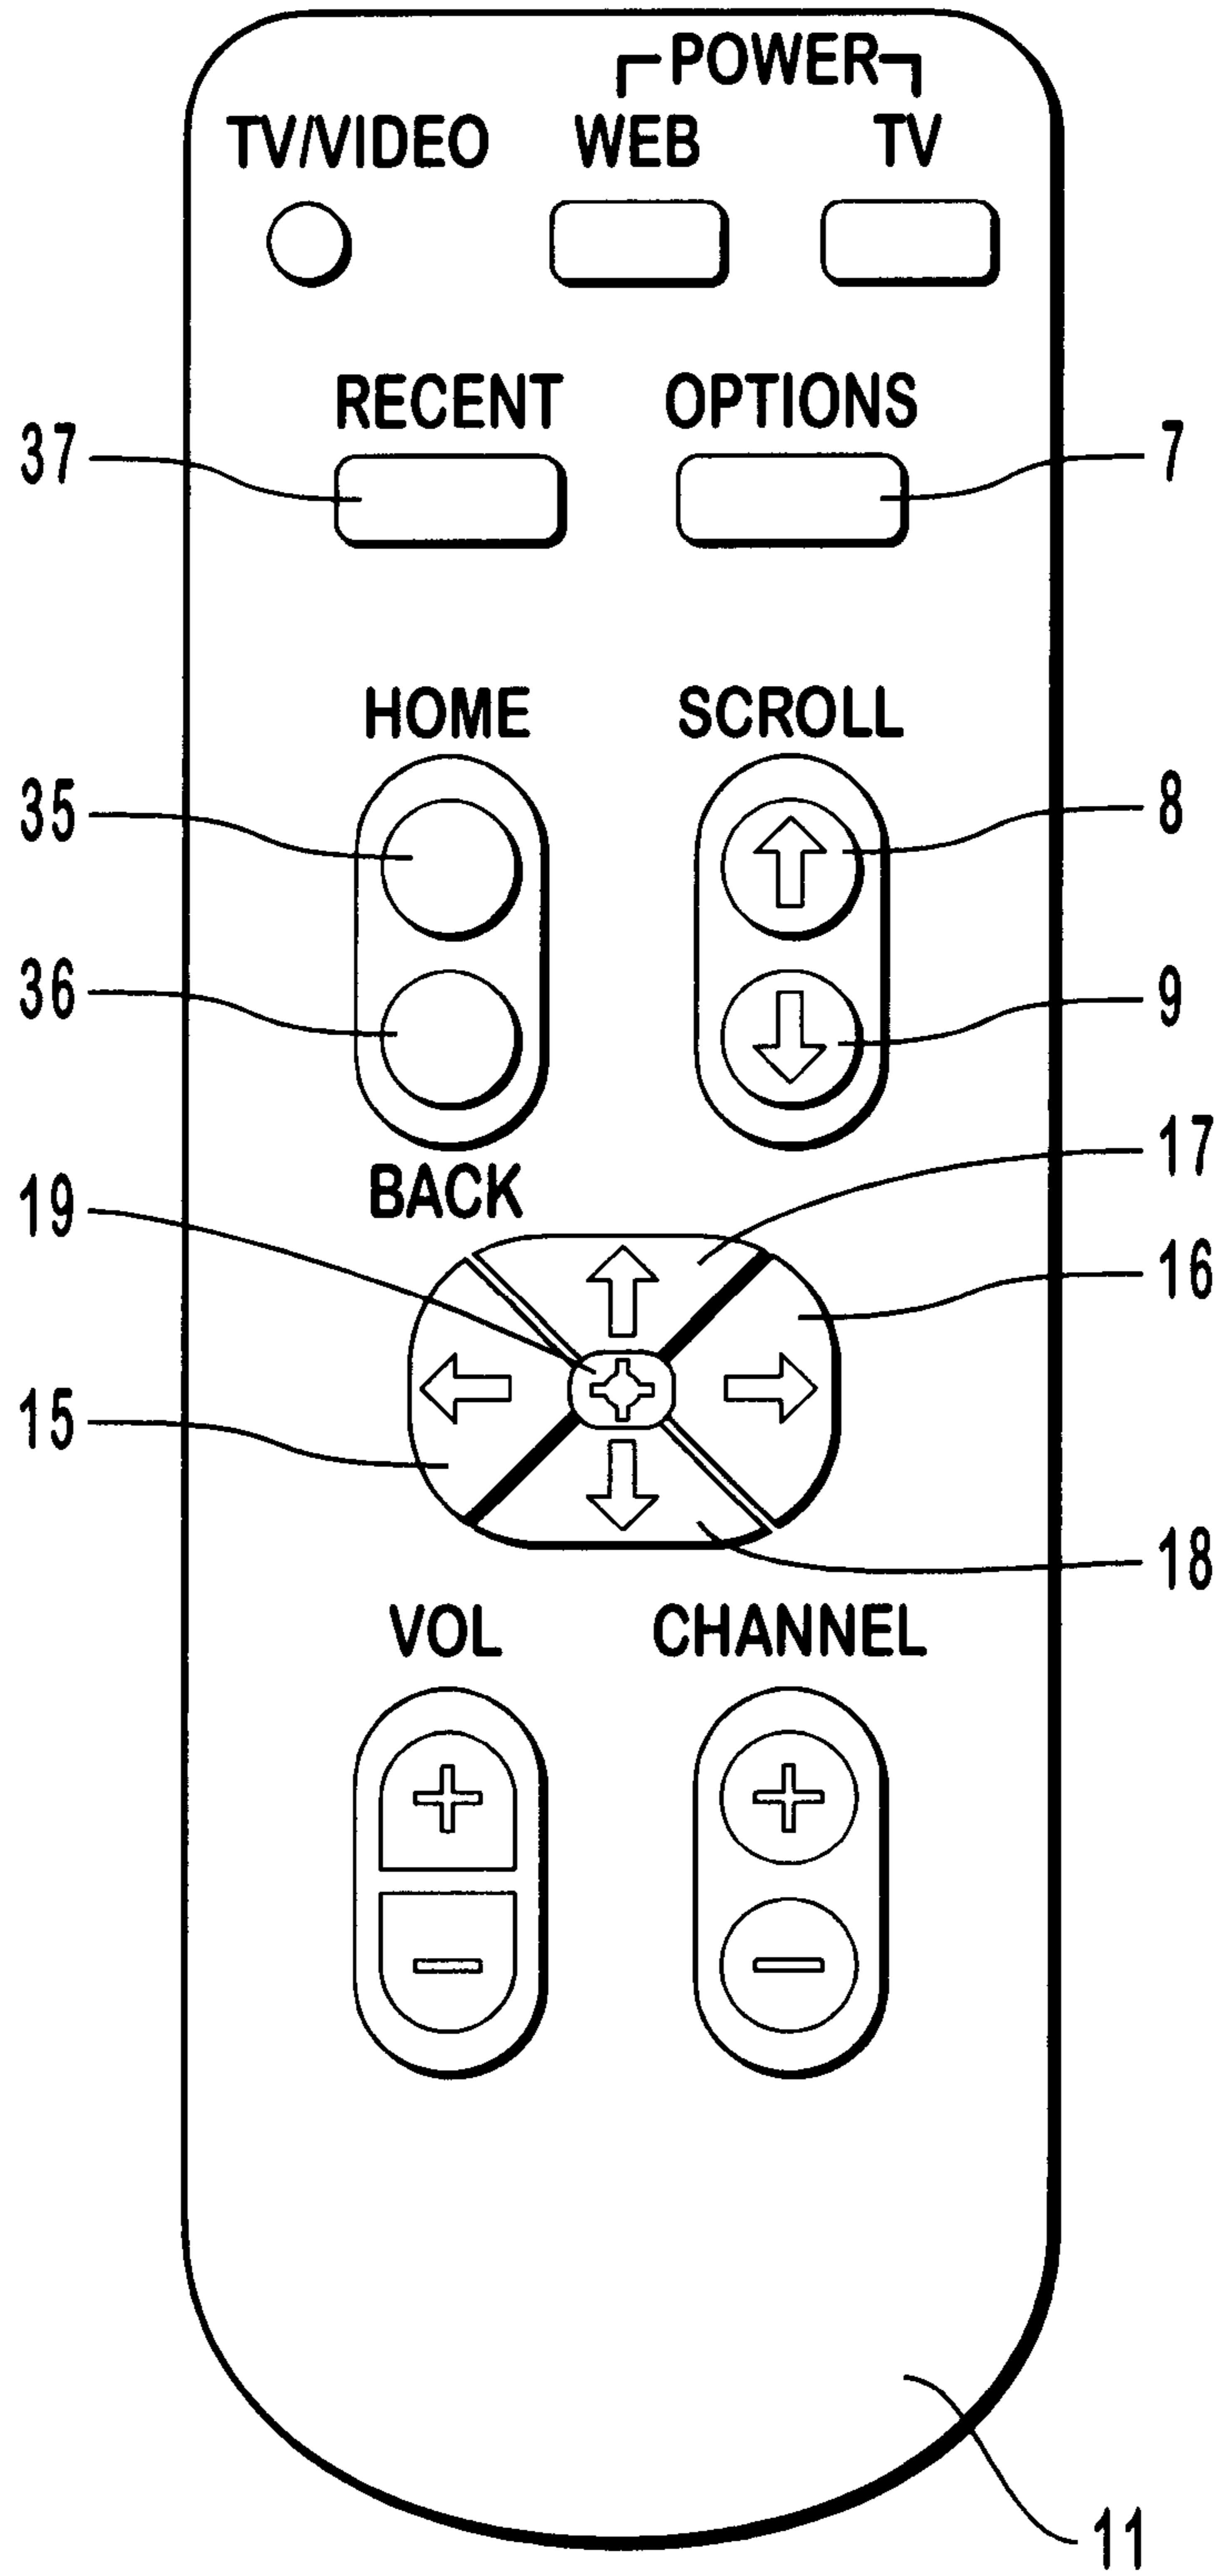 POWER
TV/VIDEO WEB TV
RECENT OPTIONS
37 7
HOME SCROLL
35 8
36 9
17
BACK
19
16
15
18
VOL CHANNEL
+ +
− −
11